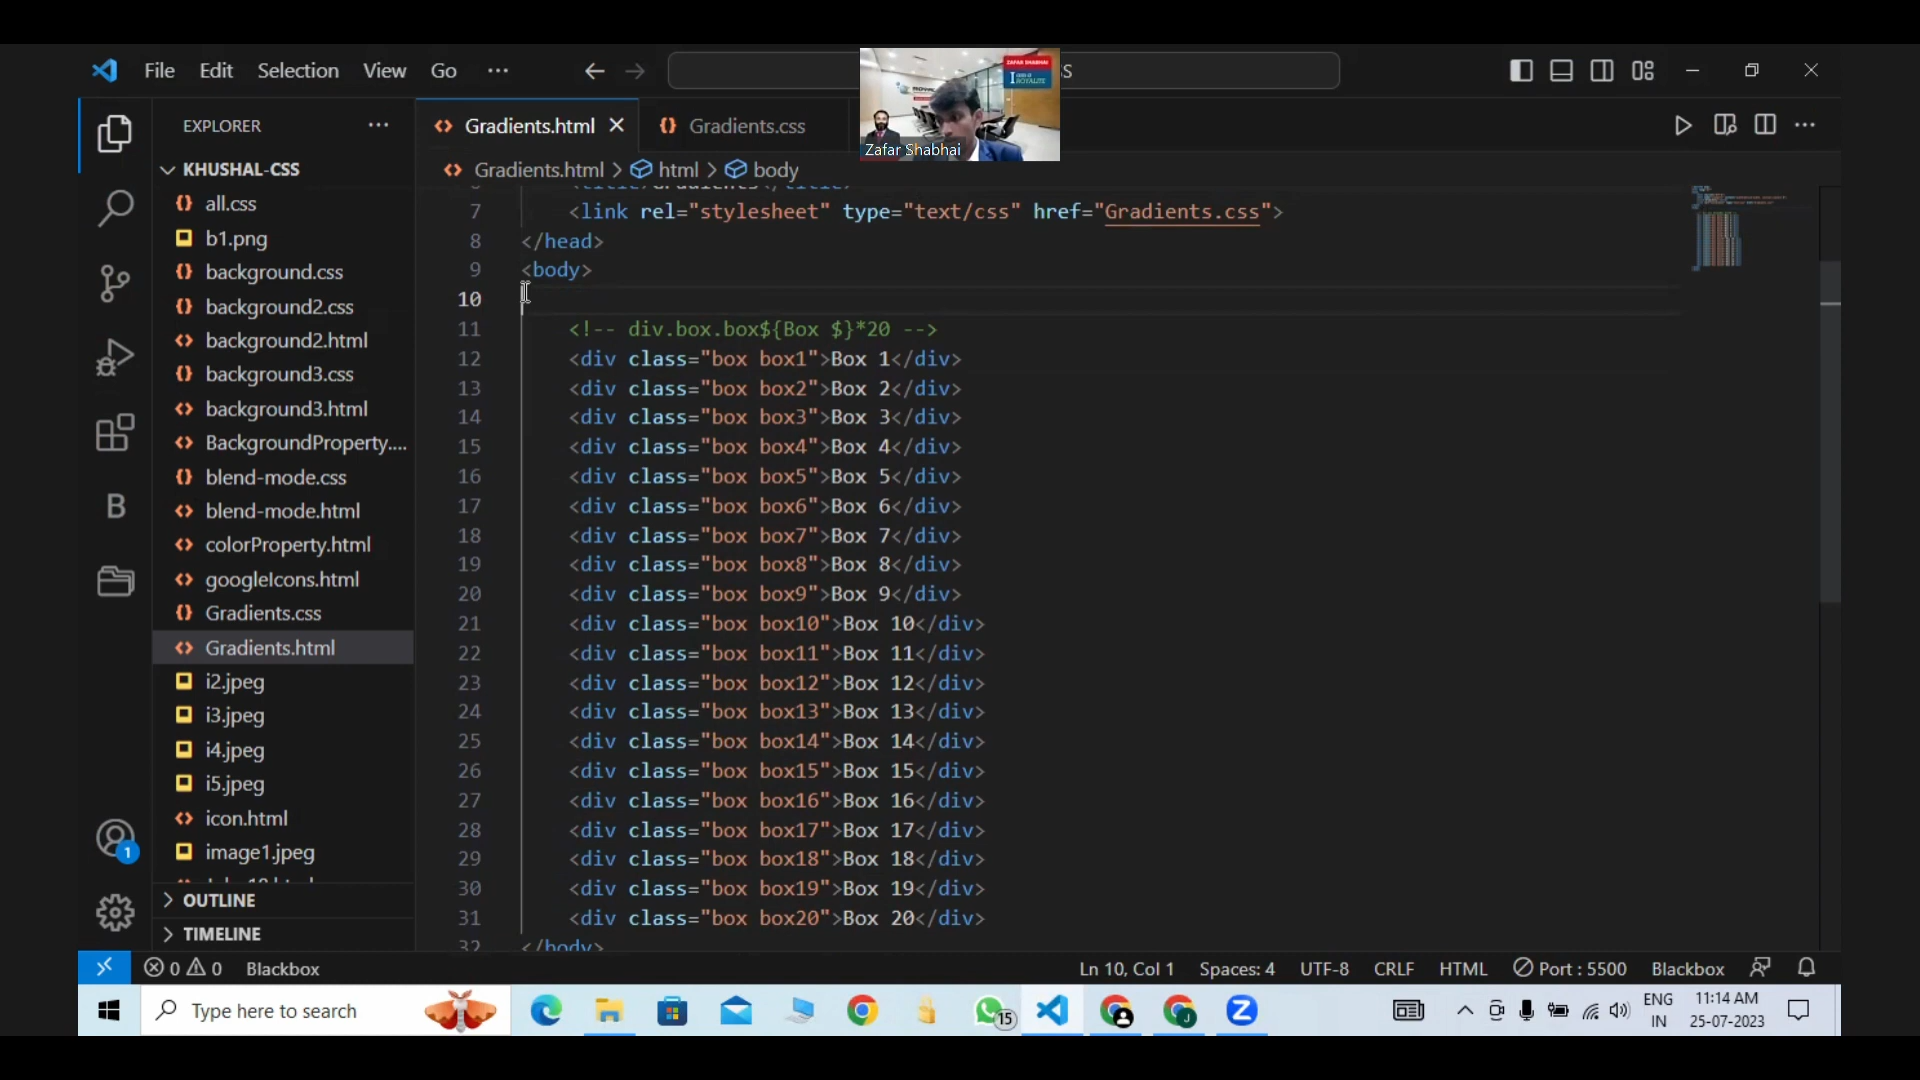 File Edit Selection View Go ···
ZAFAR SHABHAI
Zafar Shabhai
EXPLORER ···
Gradients.html
Gradients.css
KHUSHAL-CSS
all.css
b1.png
background.css
background2.css
background2.html
background3.css
background3.html
BackgroundProperty....
blend-mode.css
blend-mode.html
colorProperty.html
googleIcons.html
Gradients.css
Gradients.html
i2.jpeg
i3.jpeg
i4.jpeg
i5.jpeg
icon.html
image1.jpeg
OUTLINE
TIMELINE
Gradients.html > html > body
7 <link rel="stylesheet" type="text/css" href="Gradients.css">
8 </head>
9 <body>
10
11 <!-- div.box.box${Box $}*20 -->
12 <div class="box box1">Box 1</div>
13 <div class="box box2">Box 2</div>
14 <div class="box box3">Box 3</div>
15 <div class="box box4">Box 4</div>
16 <div class="box box5">Box 5</div>
17 <div class="box box6">Box 6</div>
18 <div class="box box7">Box 7</div>
19 <div class="box box8">Box 8</div>
20 <div class="box box9">Box 9</div>
21 <div class="box box10">Box 10</div>
22 <div class="box box11">Box 11</div>
23 <div class="box box12">Box 12</div>
24 <div class="box box13">Box 13</div>
25 <div class="box box14">Box 14</div>
26 <div class="box box15">Box 15</div>
27 <div class="box box16">Box 16</div>
28 <div class="box box17">Box 17</div>
29 <div class="box box18">Box 18</div>
30 <div class="box box19">Box 19</div>
31 <div class="box box20">Box 20</div>
32 </body>
0 0 Blackbox Ln 10, Col 1 Spaces: 4 UTF-8 CRLF HTML Port : 5500 Blackbox
Type here to search
15
ENG
IN
11:14 AM
25-07-2023
B
1